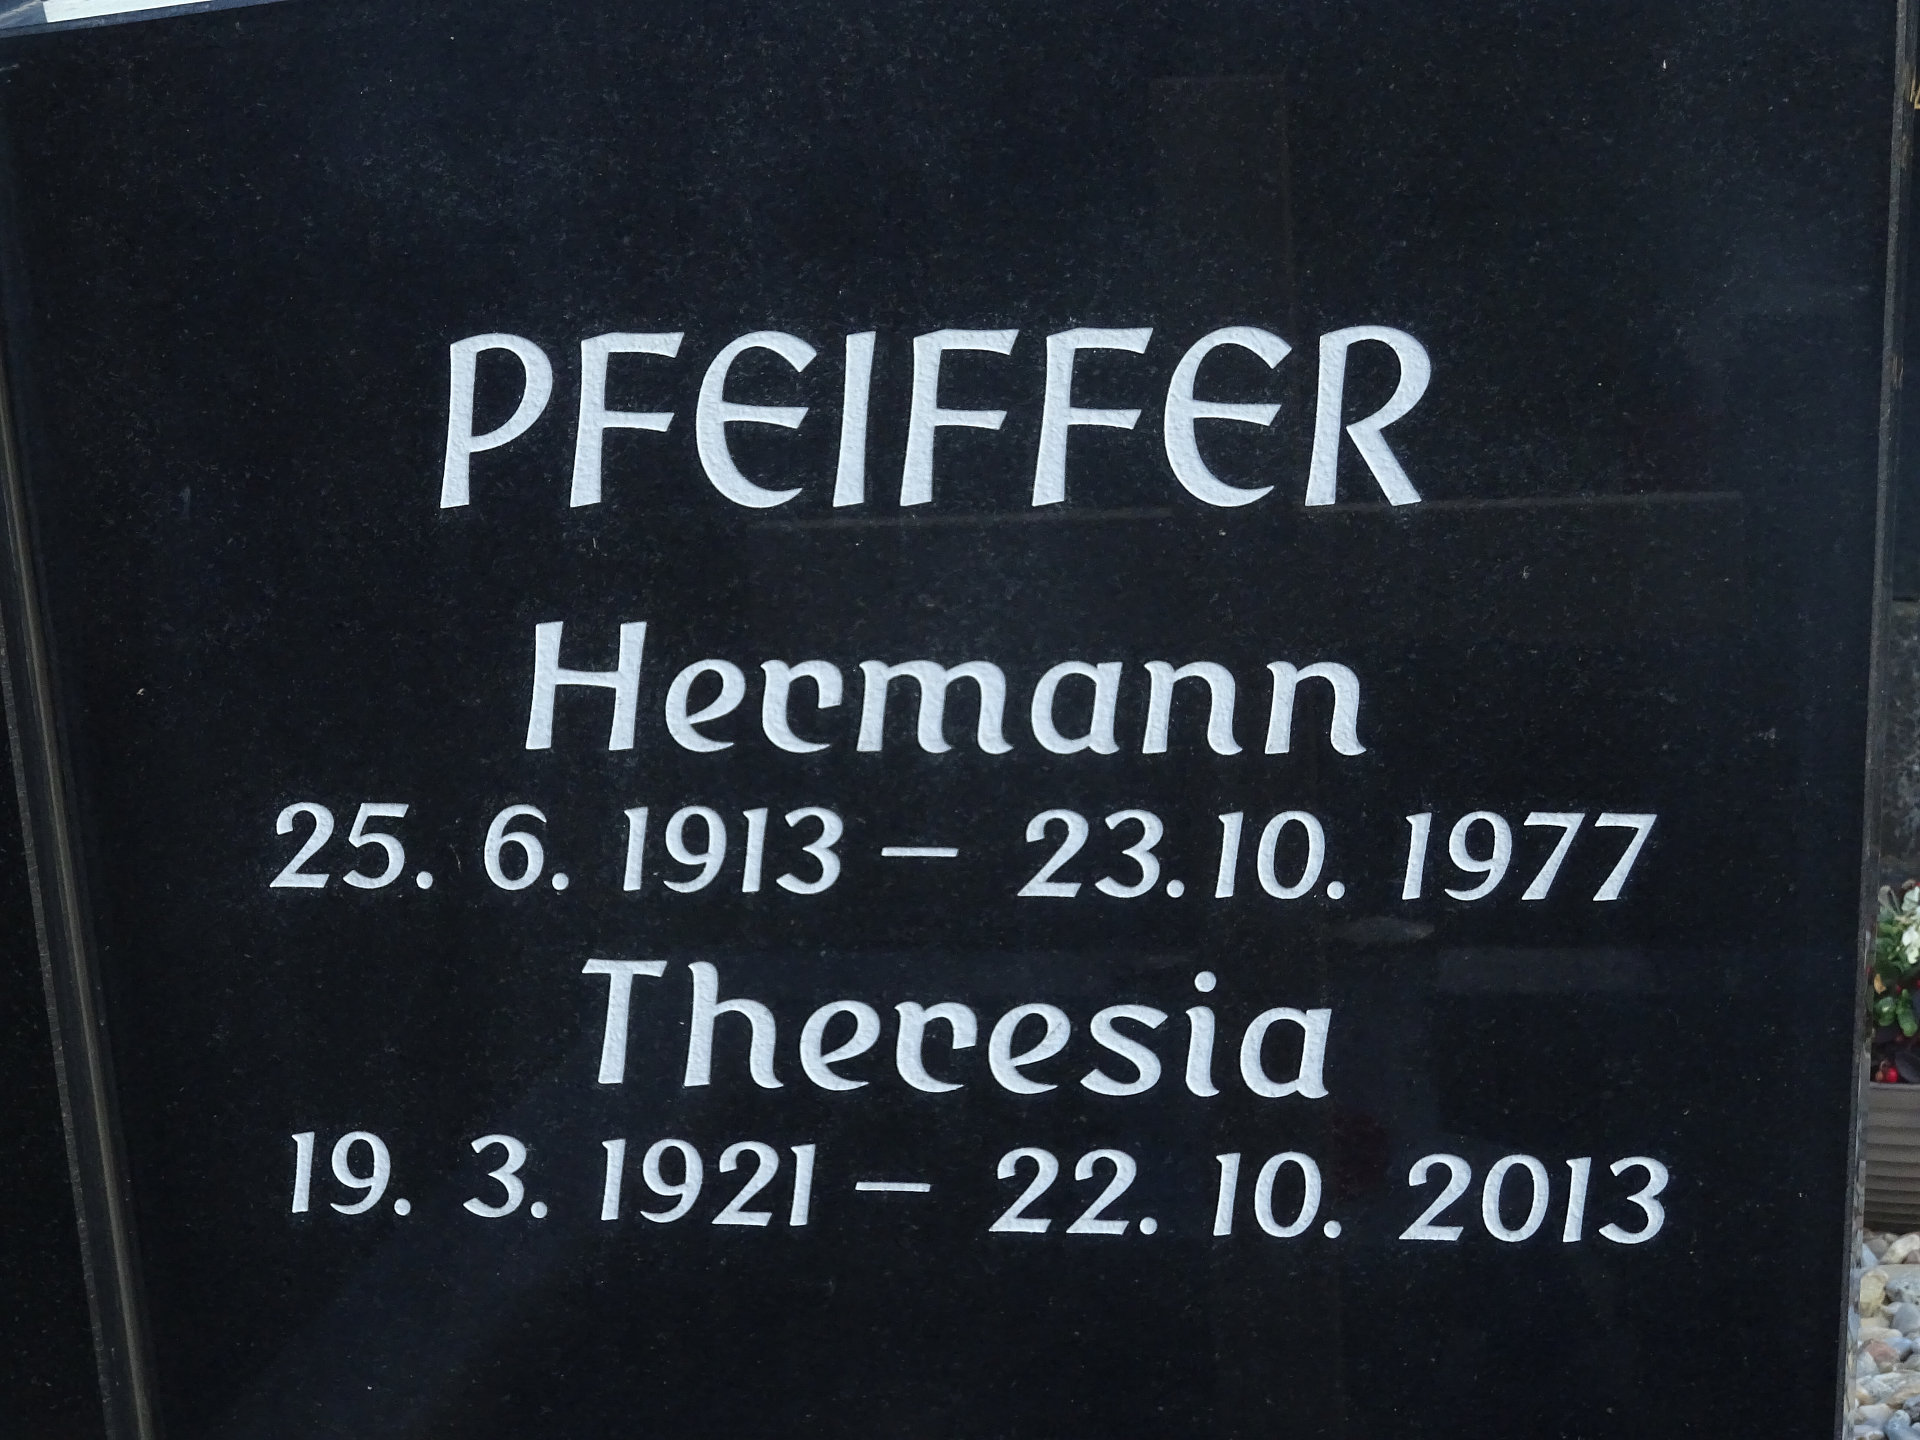 PFEIFFER
Hermann
25. 6. 1913 – 23. 10. 1977
Theresia
19. 3. 1921 – 22. 10. 2013